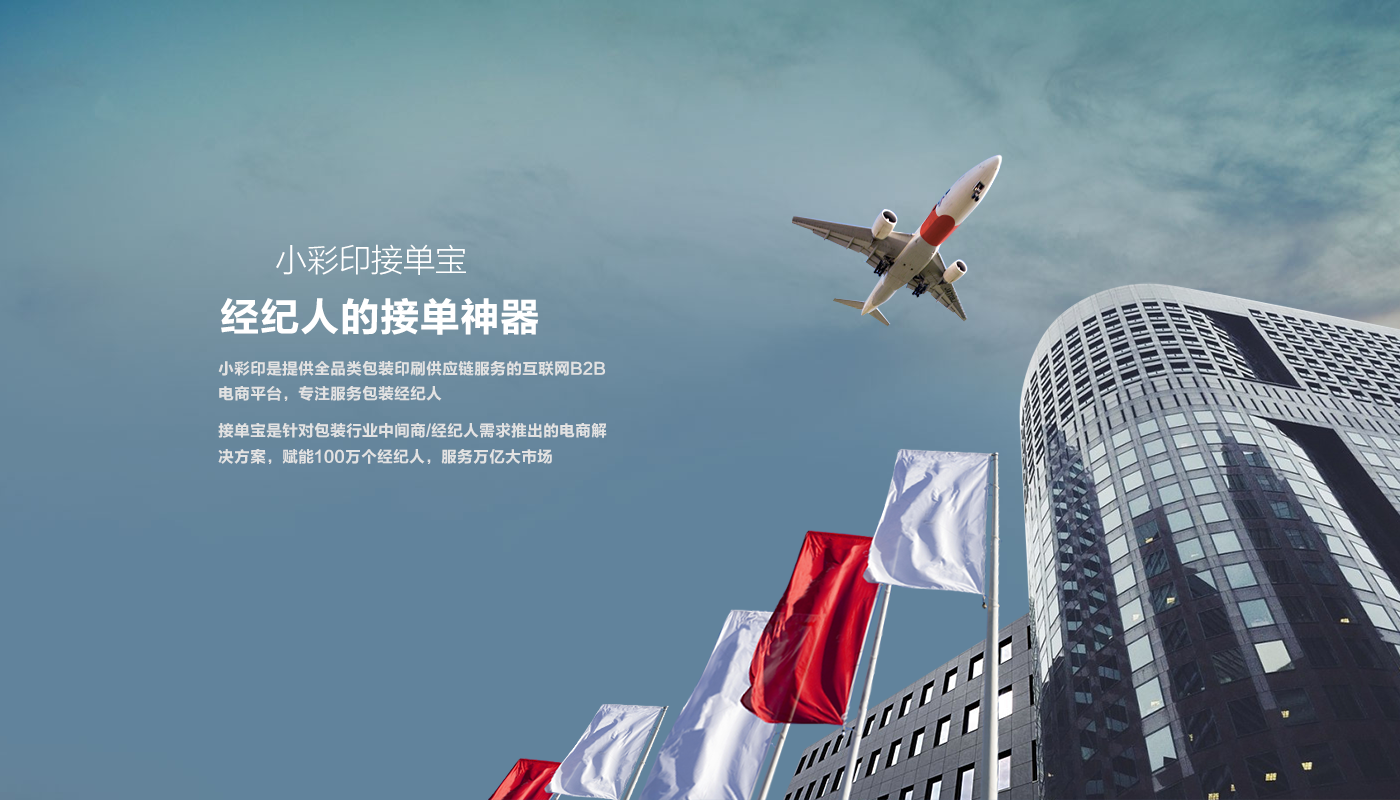 小彩印接单宝
经纪人的接单神器
小彩印是提供全品类包装印刷供应链服务的互联网B2B
电商平台，专注服务包装经纪人
接单宝是针对包装行业中间商/经纪人需求推出的电商解
决方案，赋能100万个经纪人，服务万亿大市场